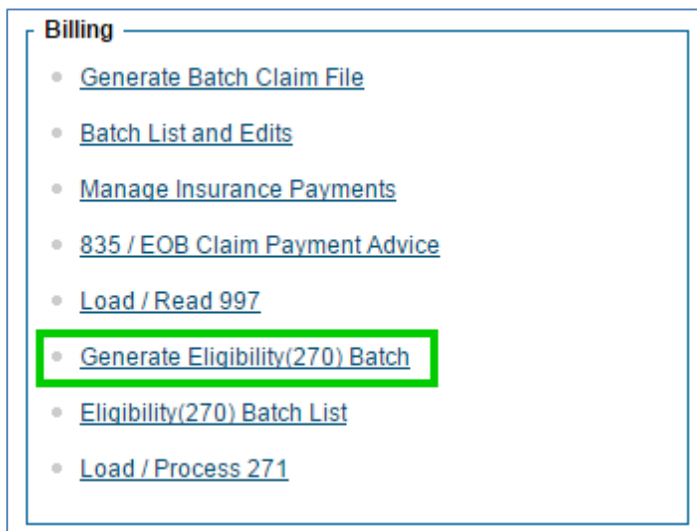 Billing
Generate Batch Claim File
Batch List and Edits
Manage Insurance Payments
835 / EOB Claim Payment Advice
Load / Read 997
Generate Eligibility(270) Batch
Eligibility(270) Batch List
Load / Process 271